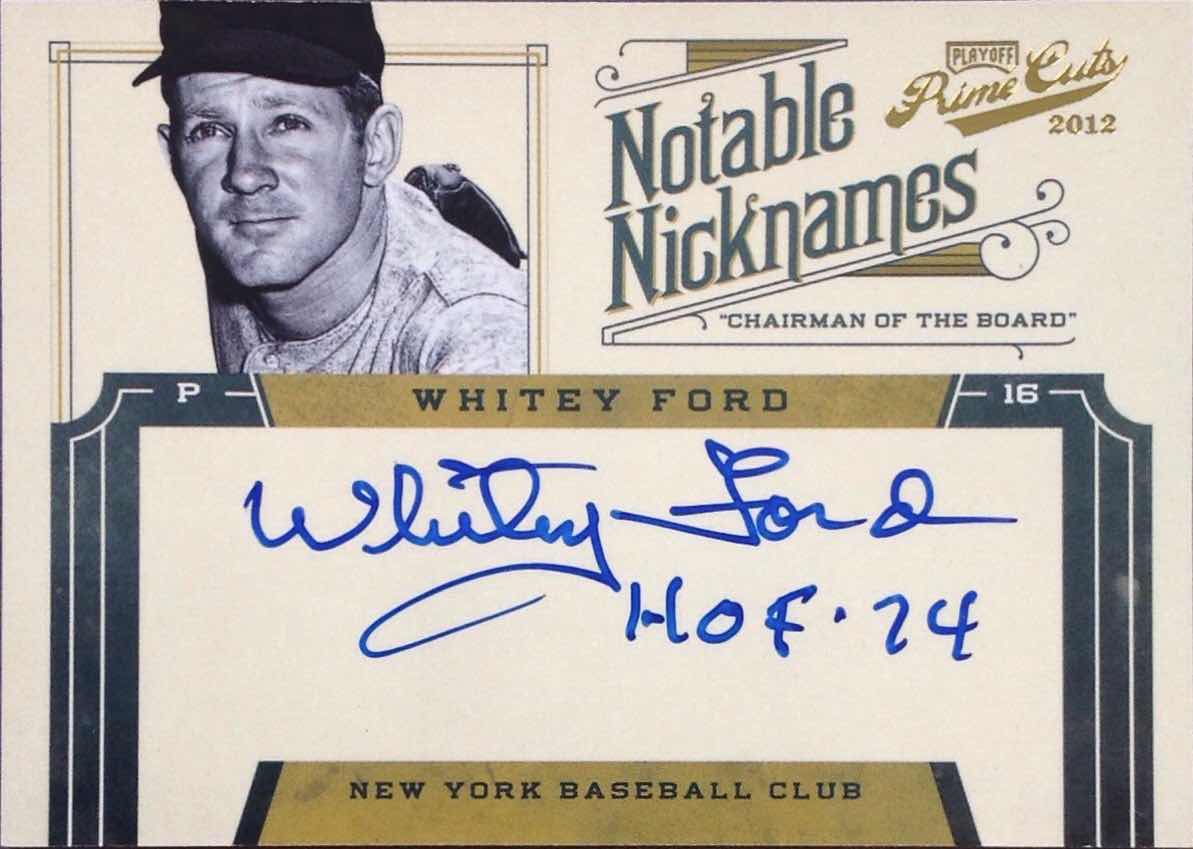 PLAYOFF
Prime Cuts
2012
Notable
Nicknames
"CHAIRMAN OF THE BOARD"
P
WHITEY FORD
16
Whitey Ford
HOF. 74
NEW YORK BASEBALL CLUB